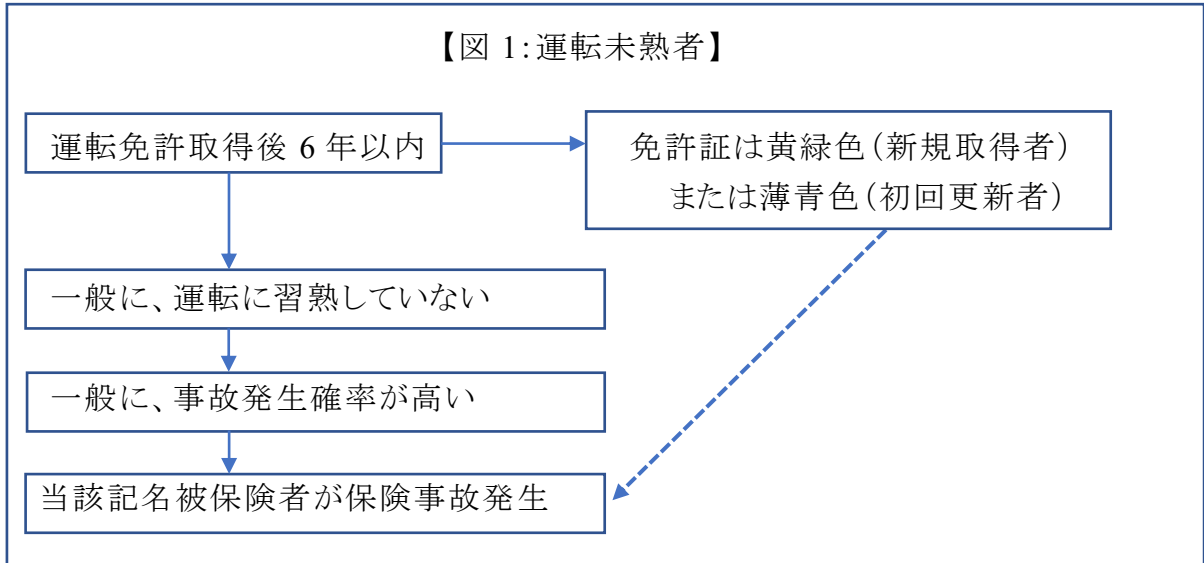 【図 1:運転未熟者】
運転免許取得後 6 年以内
免許証は黄緑色(新規取得者)
または薄青色(初回更新者)
一般に、運転に習熟していない
一般に、事故発生確率が高い
当該記名被保険者が保険事故発生